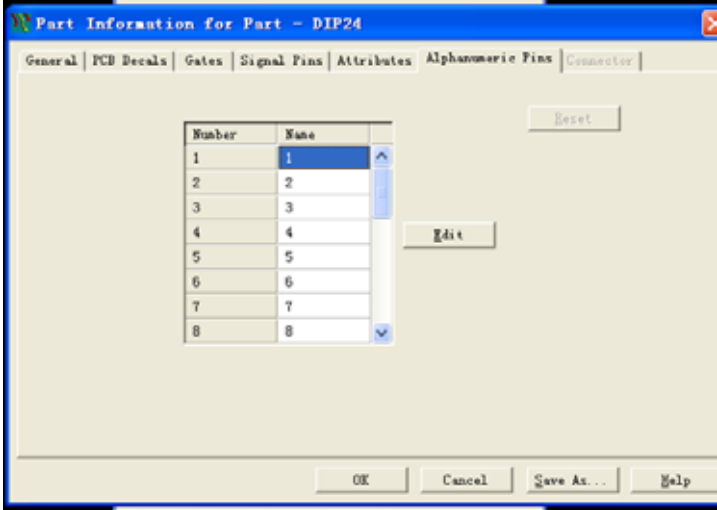 Part Information for Part - DIP24
General PCB Decals Gates Signal Pins Attributes Alphanumeric Pins Connector
Reset
Number Name
1 1
2 2
3 3
4 4
Edit
5 5
6 6
7 7
8 8
OK Cancel Save As... Help